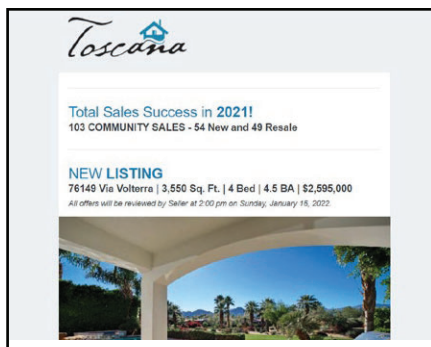 Toscana
Total Sales Success in 2021!
103 COMMUNITY SALES - 54 New and 49 Resale
NEW LISTING
76149 Via Volterra | 3,550 Sq. Ft. | 4 Bed | 4.5 BA | $2,595,000
All offers will be reviewed by Seller at 2:00 pm on Sunday, January 16, 2022.